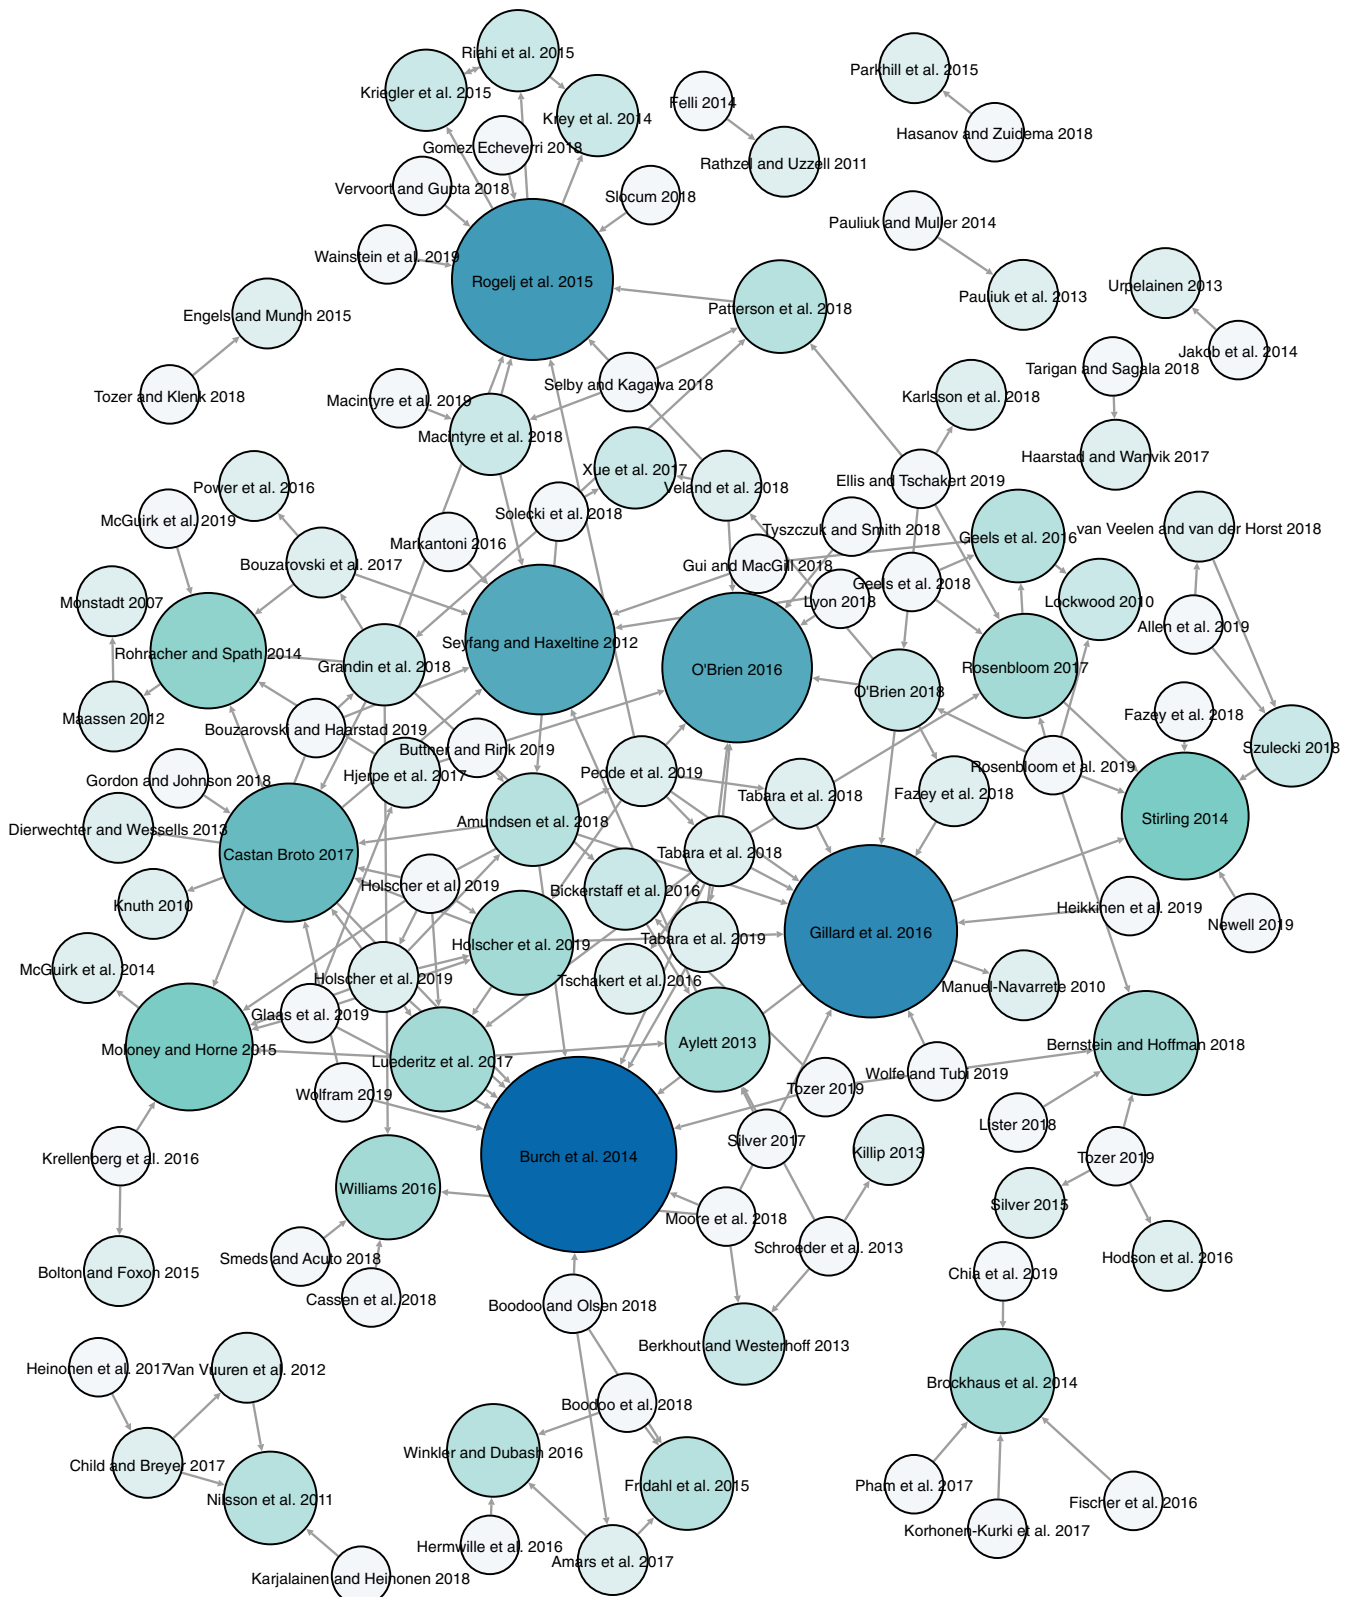 Riahi et al. 2015
Parkhill et al. 2015
Kriegler et al. 2015
Felli 2014
Krey et al. 2014
Hasanov and Zuidema 2018
Gomez Echeverri 2018
Rathzel and Uzzell 2011
Vervoort and Gupta 2018
Slocum 2018
Pauliuk and Muller 2014
Wainstein et al. 2019
Rogelj et al. 2015
Urpelainen 2013
Pauliuk et al. 2013
Patterson et al. 2018
Engels and Munch 2015
Jakob et al. 2014
Tarigan and Sagala 2018
Selby and Kagawa 2018
Tozer and Klenk 2018
Karlsson et al. 2018
Macintyre et al. 2019
Macintyre et al. 2018
Haarstad and Wanvik 2017
Xue et al. 2017
Ellis and Tschakert 2019
Power et al. 2016
Veland et al. 2018
Solecki et al. 2018
McGuirk et al. 2019
Tyszczuk and Smith 2018
van Veelen and van der Horst 2018
Geels et al. 2016
Markantoni 2016
Bouzarovski et al. 2017
Gui and MacGill 2018
Geels et al. 2018
Monstadt 2007
Lyon 2018
Lockwood 2010
Allen et al. 2019
Seyfang and Haxeltine 2012
Rohracher and Spath 2014
Grandin et al. 2018
Rosenbloom 2017
O'Brien 2016
O'Brien 2018
Maassen 2012
Fazey et al. 2018
Bouzarovski and Haarstad 2019
Buttner and Rink 2019
Szulecki 2018
Rosenbloom et al. 2019
Gordon and Johnson 2018
Hjerpe et al. 2017
Pedde et al. 2019
Tabara et al. 2018
Fazey et al. 2018
Stirling 2014
Dierwechter and Wessells 2013
Amundsen et al. 2018
Castan Broto 2017
Tabara et al. 2018
Holscher et al. 2019
Bickerstaff et al. 2016
Knuth 2010
Heikkinen et al. 2019
Newell 2019
Gillard et al. 2016
Tabara et al. 2019
Holscher et al. 2019
McGuirk et al. 2014
Holscher et al. 2019
Tschakert et al. 2016
Manuel-Navarrete 2010
Glaas et al. 2019
Aylett 2013
Bernstein and Hoffman 2018
Moloney and Horne 2015
Luederitz et al. 2017
Wolfe and Tubi 2019
Tozer 2019
Wolfram 2019
Lister 2018
Silver 2017
Killip 2013
Burch et al. 2014
Krellenberg et al. 2016
Tozer 2019
Williams 2016
Silver 2015
Moore et al. 2018
Schroeder et al. 2013
Smeds and Acuto 2018
Hodson et al. 2016
Bolton and Foxon 2015
Chia et al. 2019
Cassen et al. 2018
Boodoo and Olsen 2018
Berkhout and Westerhoff 2013
Heinonen et al. 2017
Van Vuuren et al. 2012
Brockhaus et al. 2014
Boodoo et al. 2018
Winkler and Dubash 2016
Child and Breyer 2017
Fridahl et al. 2015
Pham et al. 2017
Nilsson et al. 2011
Fischer et al. 2016
Korhonen-Kurki et al. 2017
Hermwille et al. 2016
Amars et al. 2017
Karjalainen and Heinonen 2018